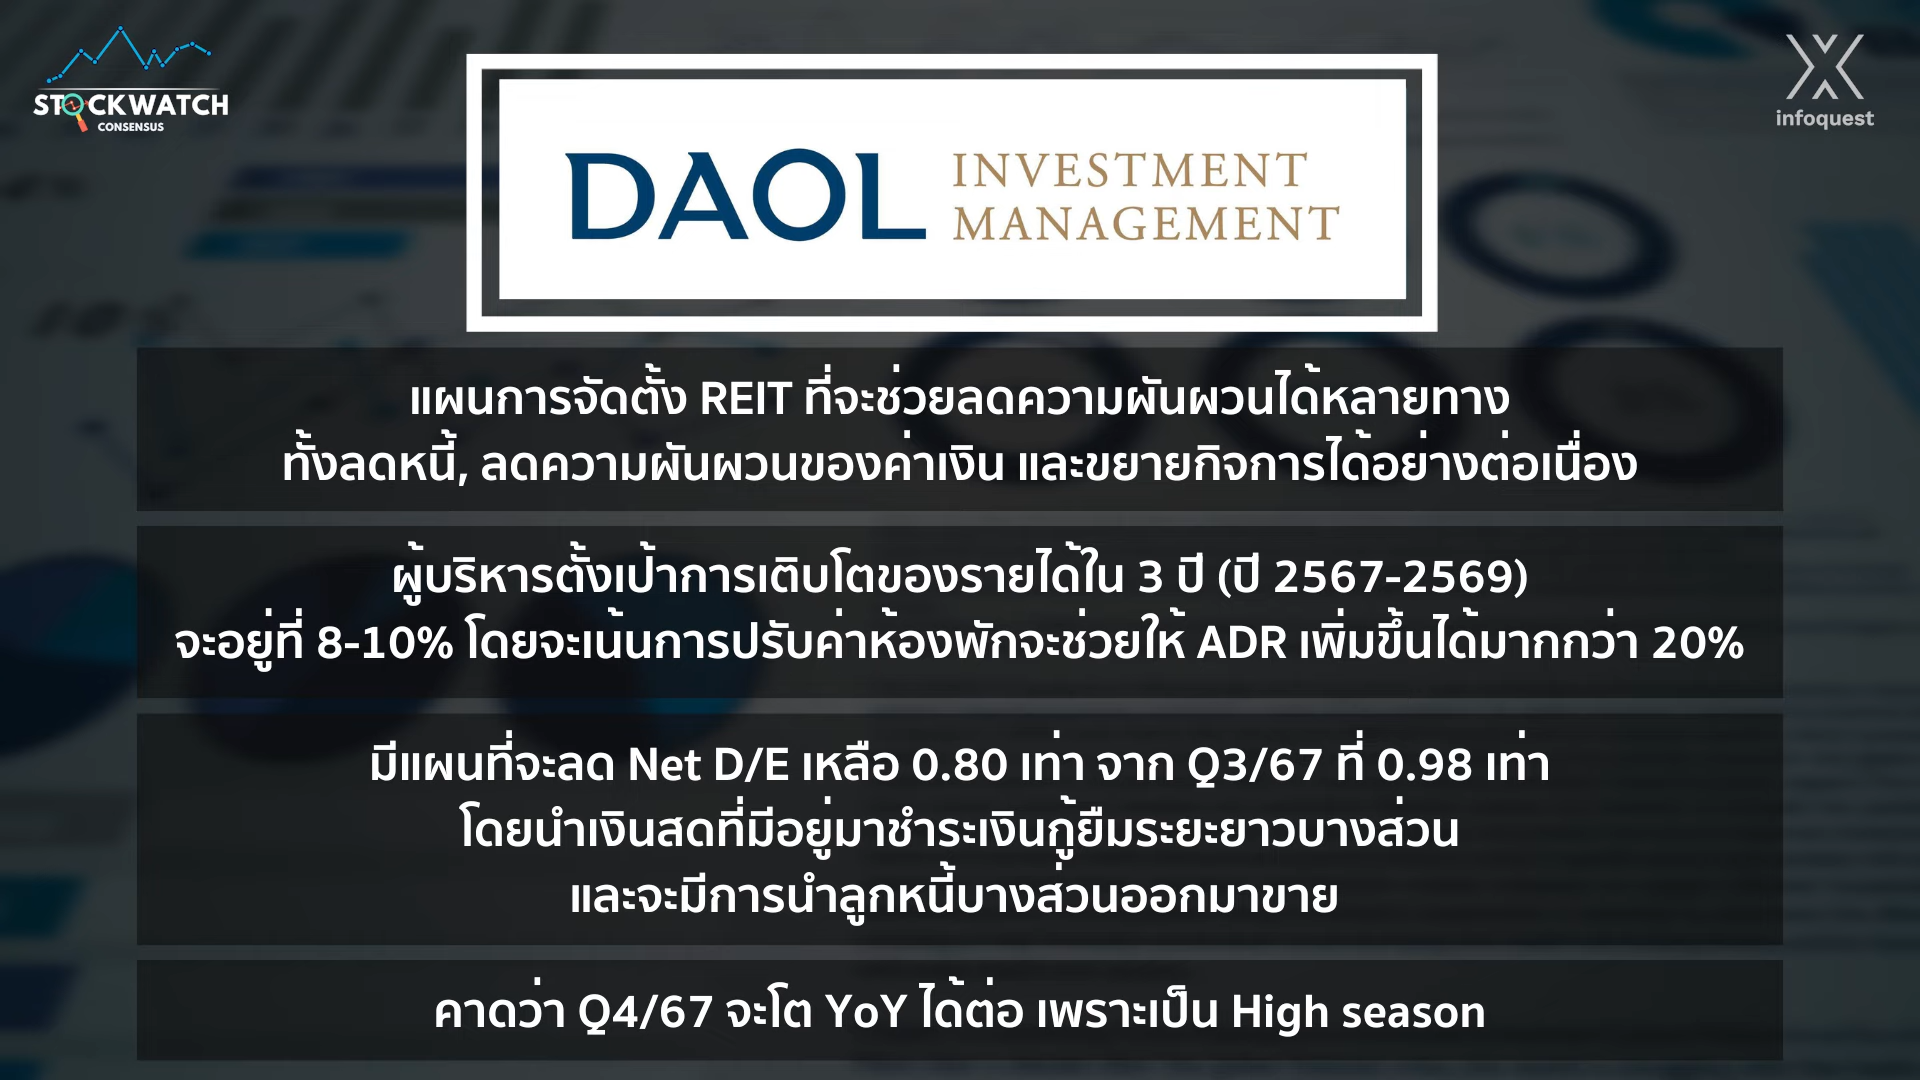 STOCKWATCH
CONSENSUS
infoquest
DAOL INVESTMENT
MANAGEMENT
แผนการจัดตั้ง REIT ที่จะช่วยลดความผันผวนได้หลายทาง
ทั้งลดหนี้, ลดความผันผวนของค่าเงิน และขยายกิจการได้อย่างต่อเนื่อง
ผู้บริหารตั้งเป้าการเติบโตของรายได้ใน 3 ปี (ปี 2567-2569)
จะอยู่ที่ 8-10% โดยจะเน้นการปรับค่าห้องพักจะช่วยให้ ADR เพิ่มขึ้นได้มากกว่า 20%
มีแผนที่จะลด Net D/E เหลือ 0.80 เท่า จาก Q3/67 ที่ 0.98 เท่า
โดยนำเงินสดที่มีอยู่มาชำระเงินกู้ยืมระยะยาวบางส่วน
และจะมีการนำลูกหนี้บางส่วนออกมาขาย
คาดว่า Q4/67 จะโต YoY ได้ต่อ เพราะเป็น High season